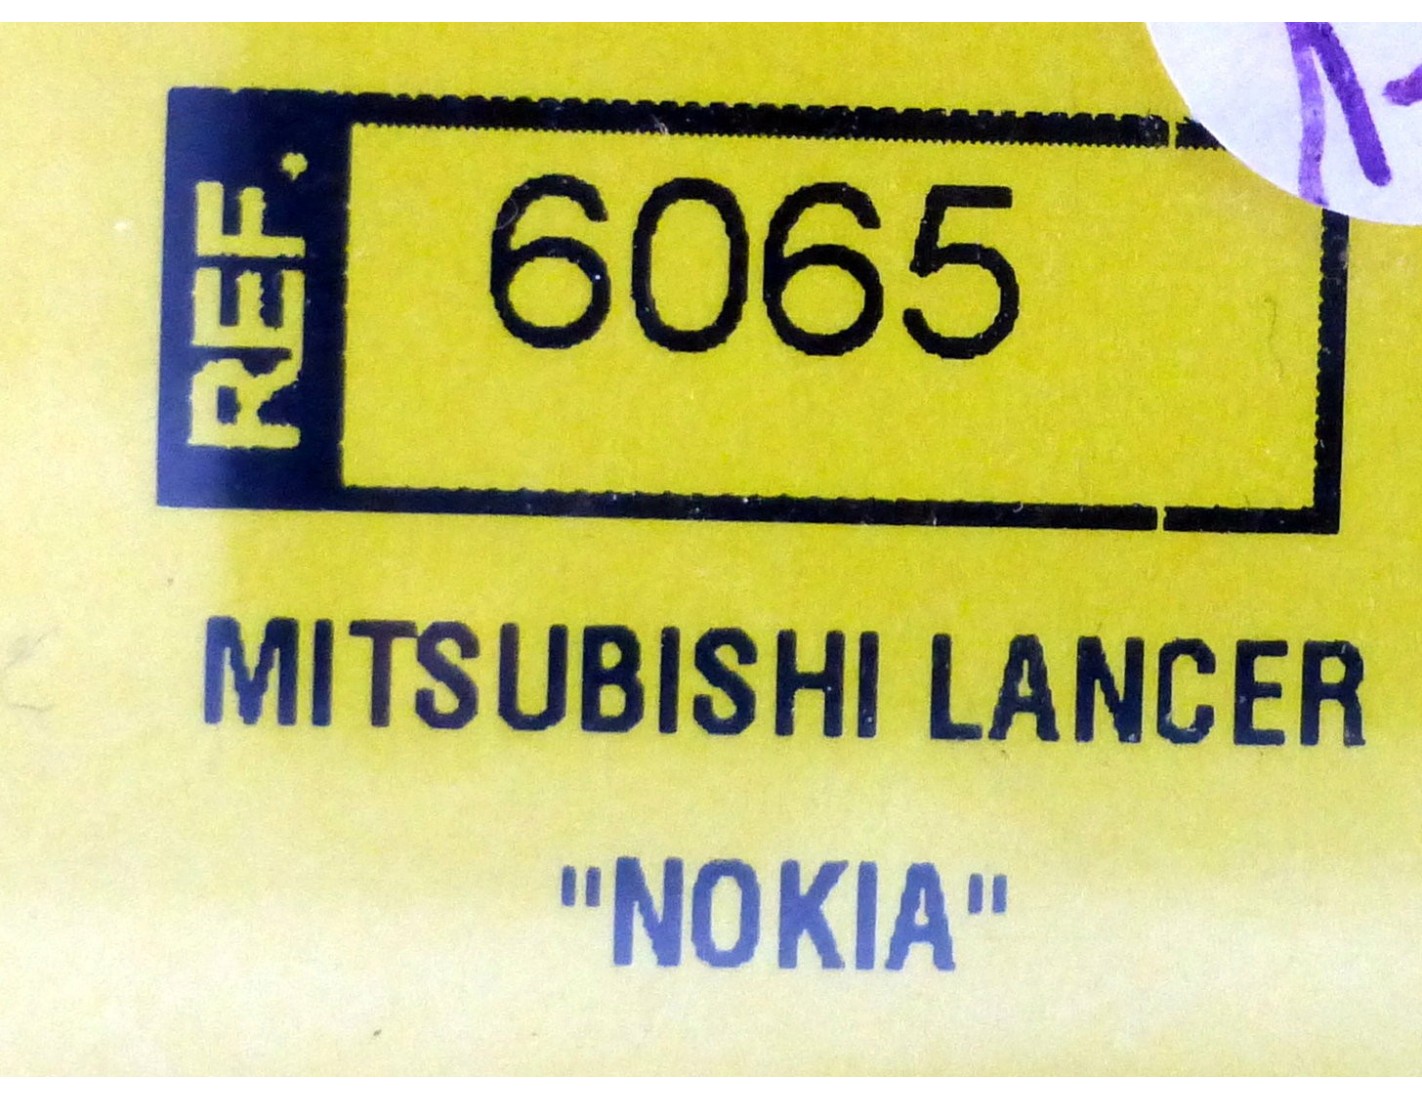 REF. 6065
MITSUBISHI LANCER
"NOKIA"